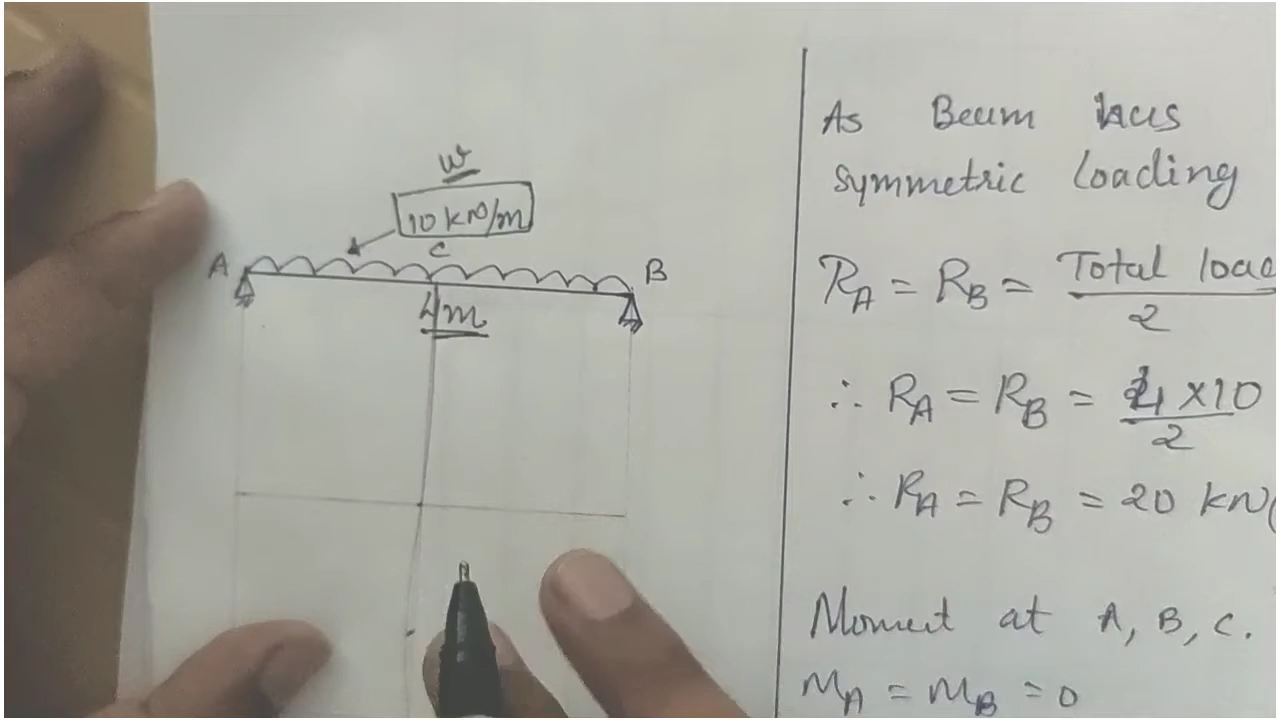 w
10 kN/m
A C B
4m
As Beam has
symmetric loading
RA = RB = Total load
2
∴ RA = RB = 4 ×10
2
∴ RA = RB = 20 kN(
Moment at A, B, C.
MA = MB = 0